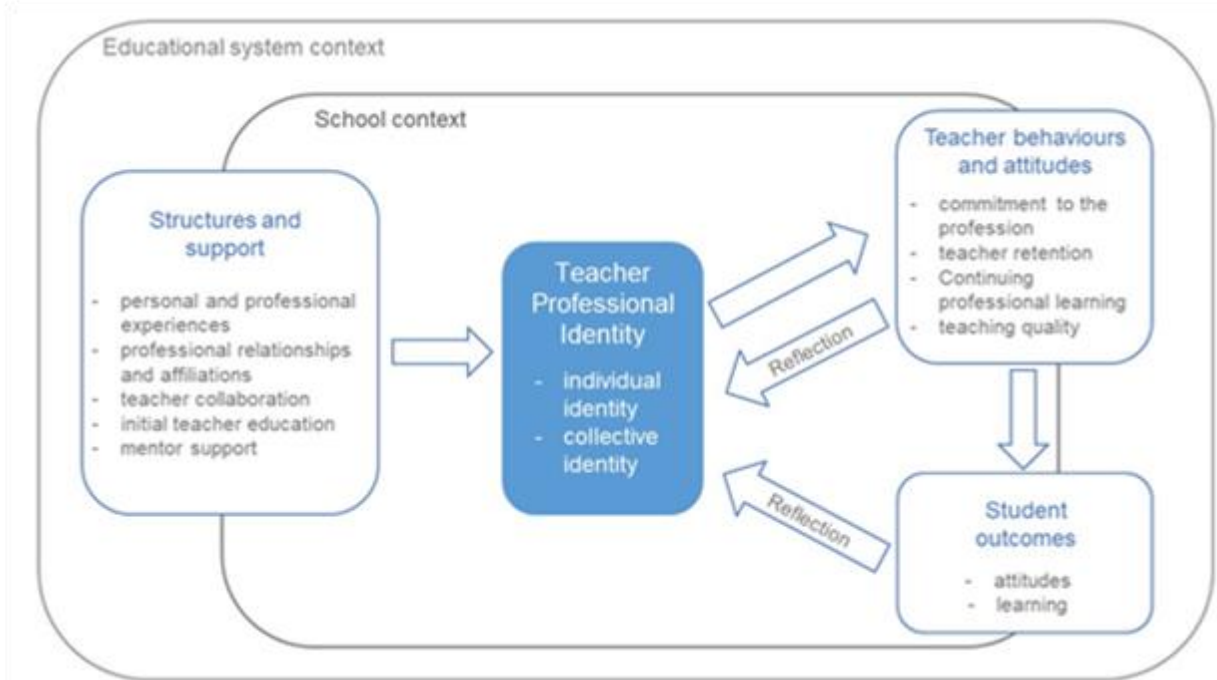 Educational system context
School context
Structures and
support
- personal and professional
experiences
- professional relationships
and affiliations
- teacher collaboration
- initial teacher education
- mentor support
Teacher
Professional
Identity
- individual
identity
- collective
identity
Teacher behaviours
and attitudes
- commitment to the
profession
- teacher retention
- Continuing
professional learning
- teaching quality
Reflection
Reflection
Student
outcomes
- attitudes
- learning